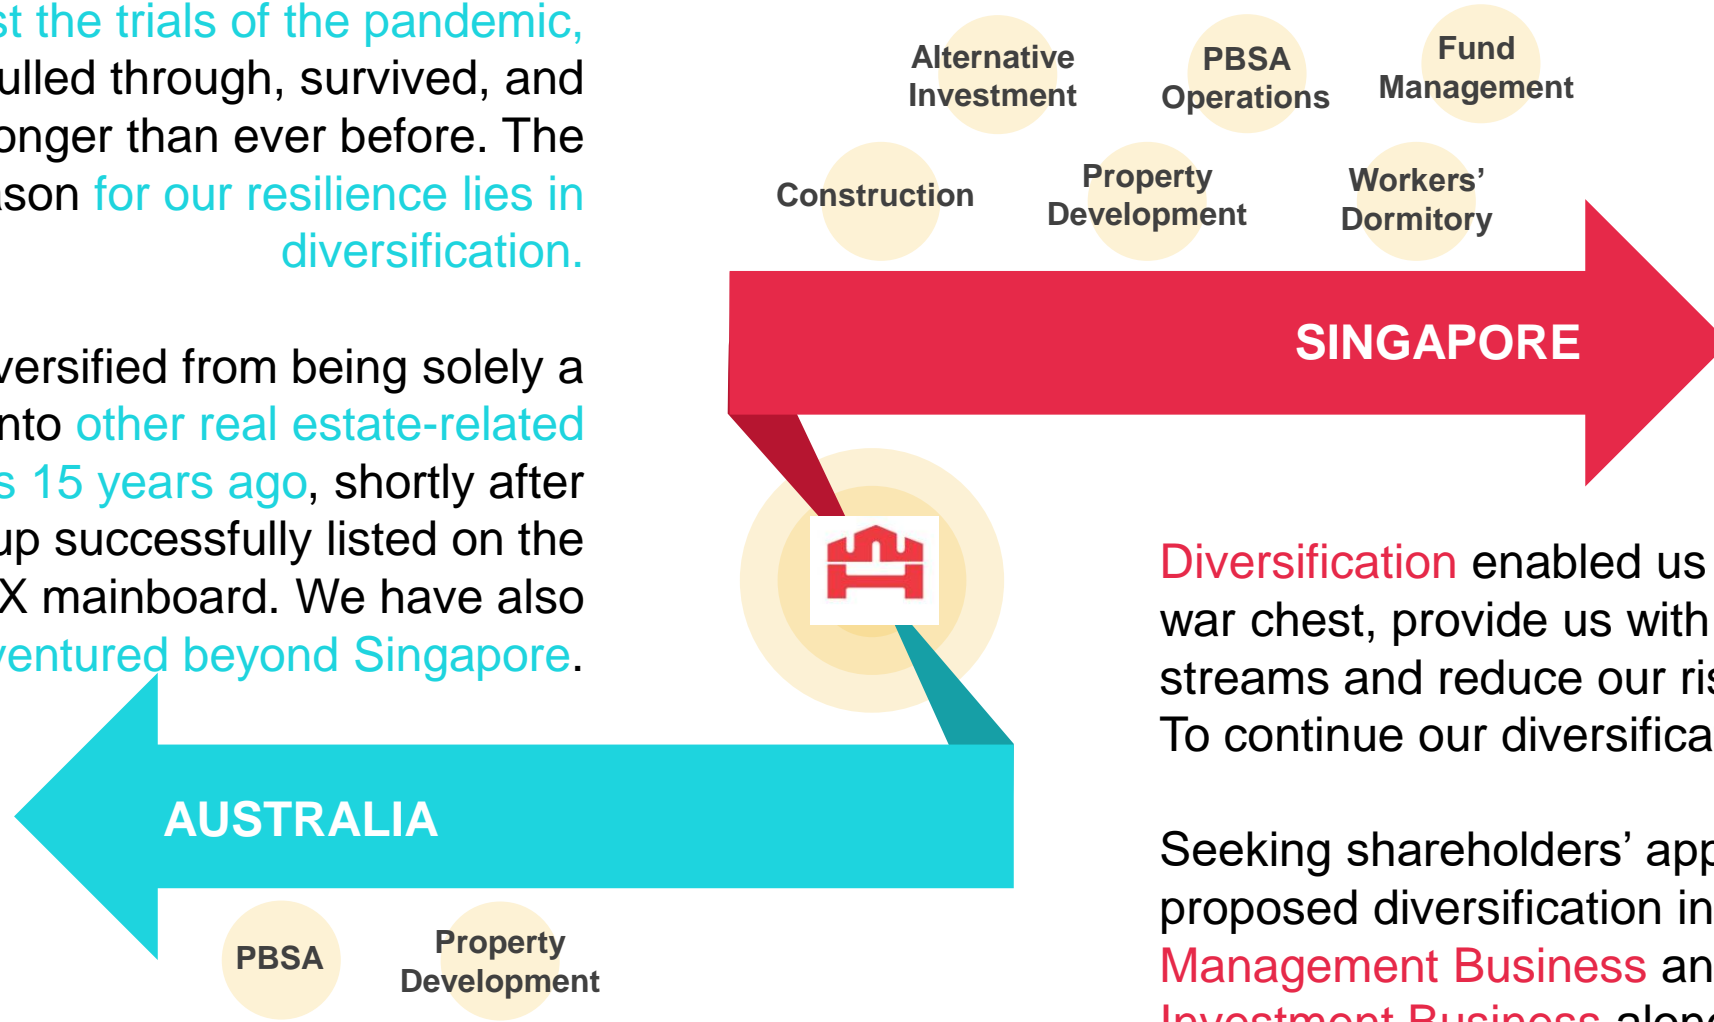 st the trials of the pandemic,
ulled through, survived, and
onger than ever before. The
ason for our resilience lies in
diversification.
versified from being solely a
nto other real estate-related
s 15 years ago, shortly after
up successfully listed on the
X mainboard. We have also
ventured beyond Singapore.
Alternative
Investment
PBSA
Operations
Fund
Management
Construction
Property
Development
Workers’
Dormitory
SINGAPORE
AUSTRALIA
PBSA
Property
Development
Diversification enabled us
war chest, provide us with
streams and reduce our ris
To continue our diversifica
Seeking shareholders’ app
proposed diversification in
Management Business an
Investment Business